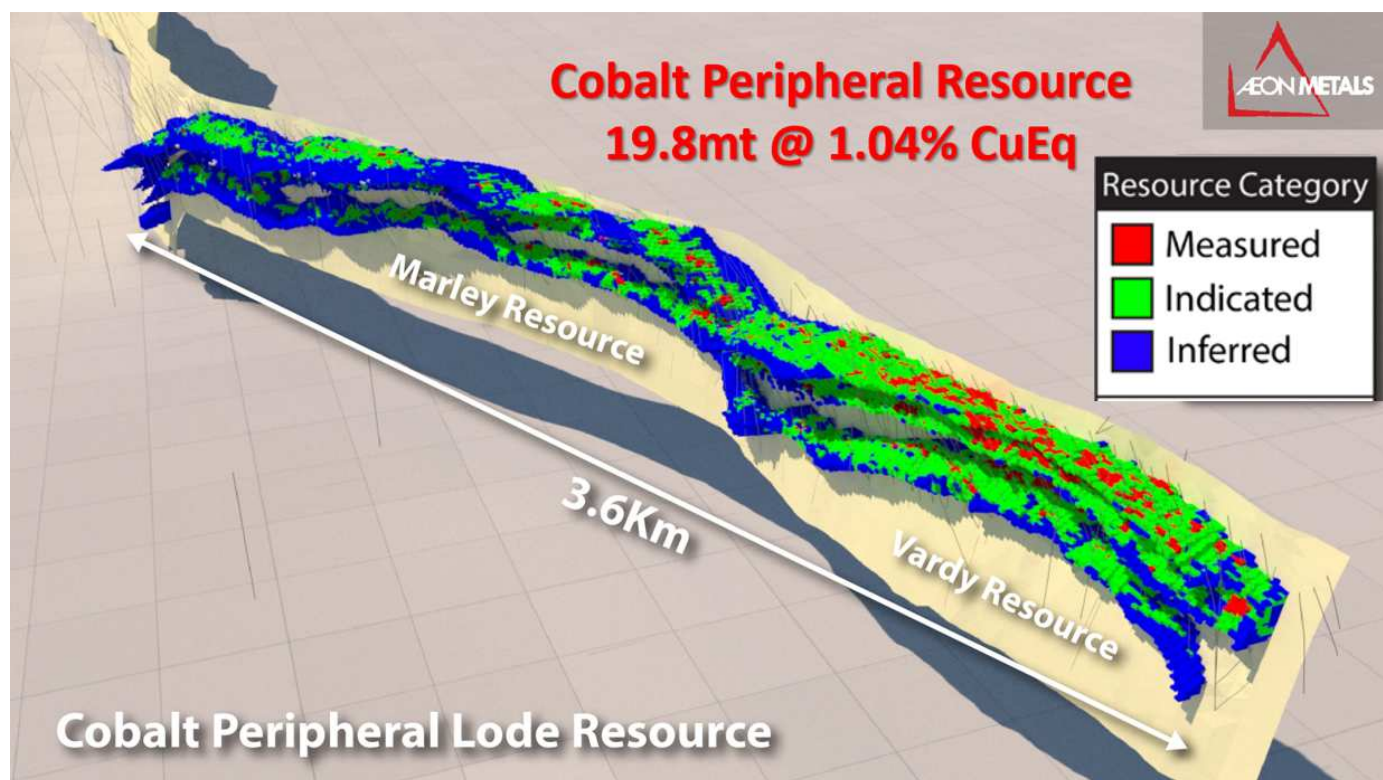 Cobalt Peripheral Resource
19.8mt @ 1.04% CuEq
ÆON METALS
Resource Category
Measured
Indicated
Inferred
Marley Resource
3.6Km
Vardy Resource
Cobalt Peripheral Lode Resource